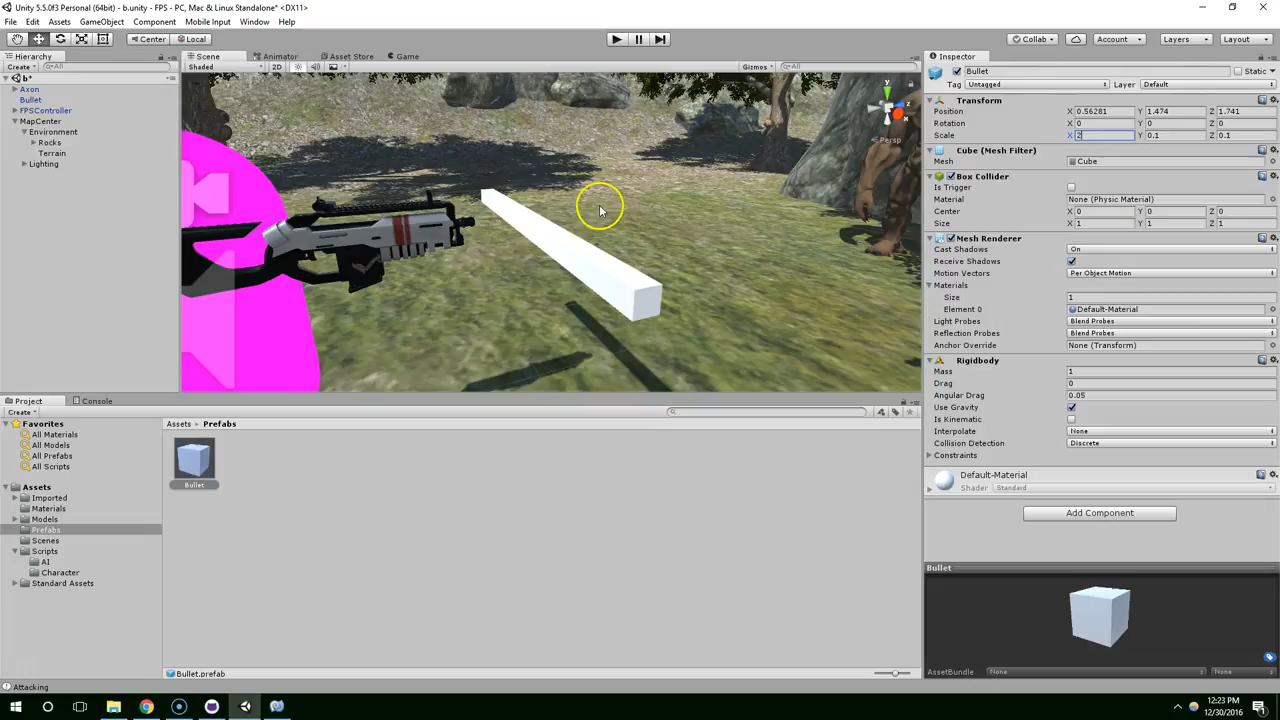 Unity 5.5.0f3 Personal (64bit) - b.unity - FPS - PC, Mac & Linux Standalone* <DX11>
File Edit Assets GameObject Component Mobile Input Window Help
Center Local Collab Account Layers Layout
Hierarchy
Create All
b*
Axon
Bullet
FPSController
MapCenter
Environment
Rocks
Terrain
Lighting
Scene Animator Asset Store Game
Shaded 2D Gizmos All
y
z
Persp
Inspector
Bullet Static
Tag Untagged Layer Default
Transform
Position X 0.56281 Y 1.474 Z 1.741
Rotation X 0 Y 0 Z 0
Scale X 2 Y 0.1 Z 0.1
Cube (Mesh Filter)
Mesh Cube
Box Collider
Is Trigger
Material None (Physic Material)
Center X 0 Y 0 Z 0
Size X 1 Y 1 Z 1
Mesh Renderer
Cast Shadows On
Receive Shadows
Motion Vectors Per Object Motion
Materials
Size 1
Element 0 Default-Material
Light Probes Blend Probes
Reflection Probes Blend Probes
Anchor Override None (Transform)
Rigidbody
Mass 1
Drag 0
Angular Drag 0.05
Use Gravity
Is Kinematic
Interpolate None
Collision Detection Discrete
Constraints
Default-Material
Shader Standard
Add Component
Bullet
AssetBundle None None
Project Console
Create
Favorites
All Materials
All Models
All Prefabs
All Scripts
Assets
Imported
Materials
Models
Prefabs
Scenes
Scripts
AI
Character
Standard Assets
Assets Prefabs
Bullet
Bullet.prefab
Attacking
12:23 PM
12/30/2016
1